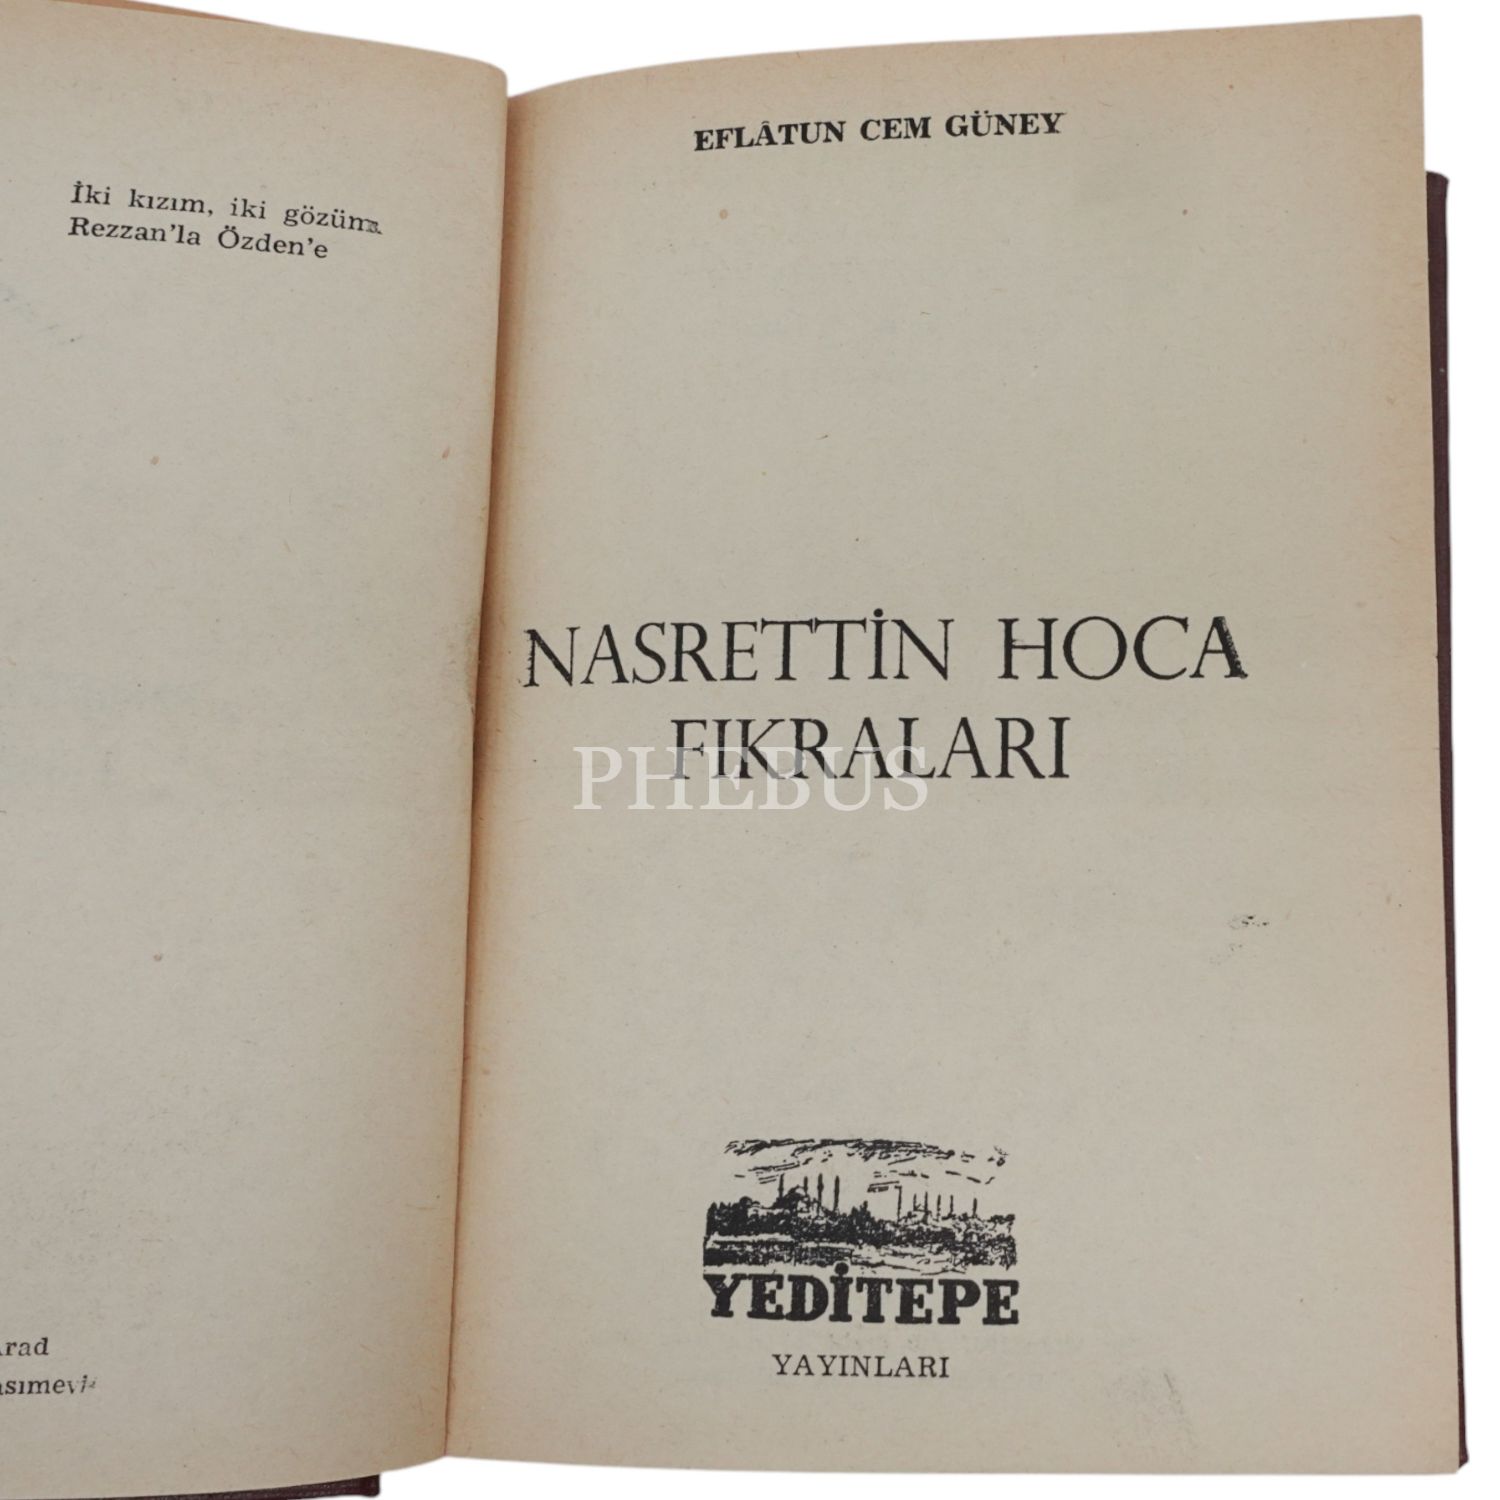 İki kızım, iki gözüm
Rezzan'la Özden'e
EFLÂTUN CEM GÜNEY
NASRETTİN HOCA
FIKRALARI
PHEBUS
YEDİTEPE
YAYINLARI